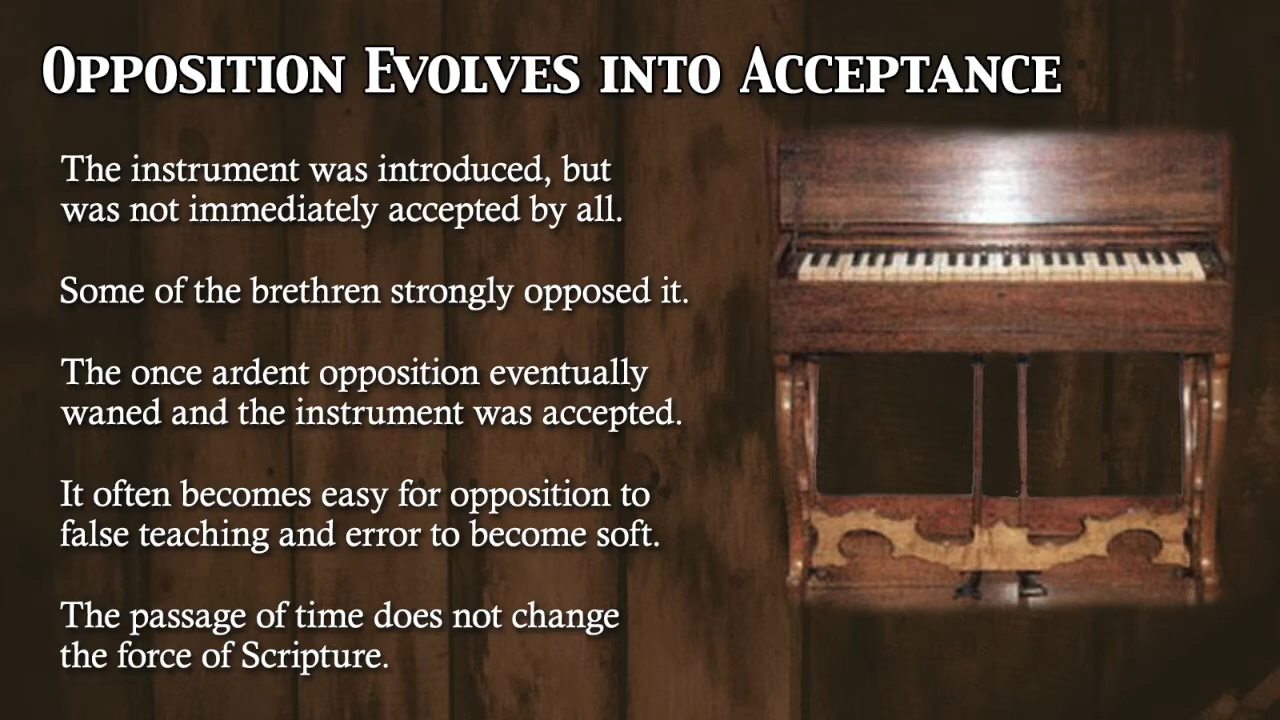 Opposition Evolves into Acceptance
The instrument was introduced, but
was not immediately accepted by all.
Some of the brethren strongly opposed it.
The once ardent opposition eventually
waned and the instrument was accepted.
It often becomes easy for opposition to
false teaching and error to become soft.
The passage of time does not change
the force of Scripture.